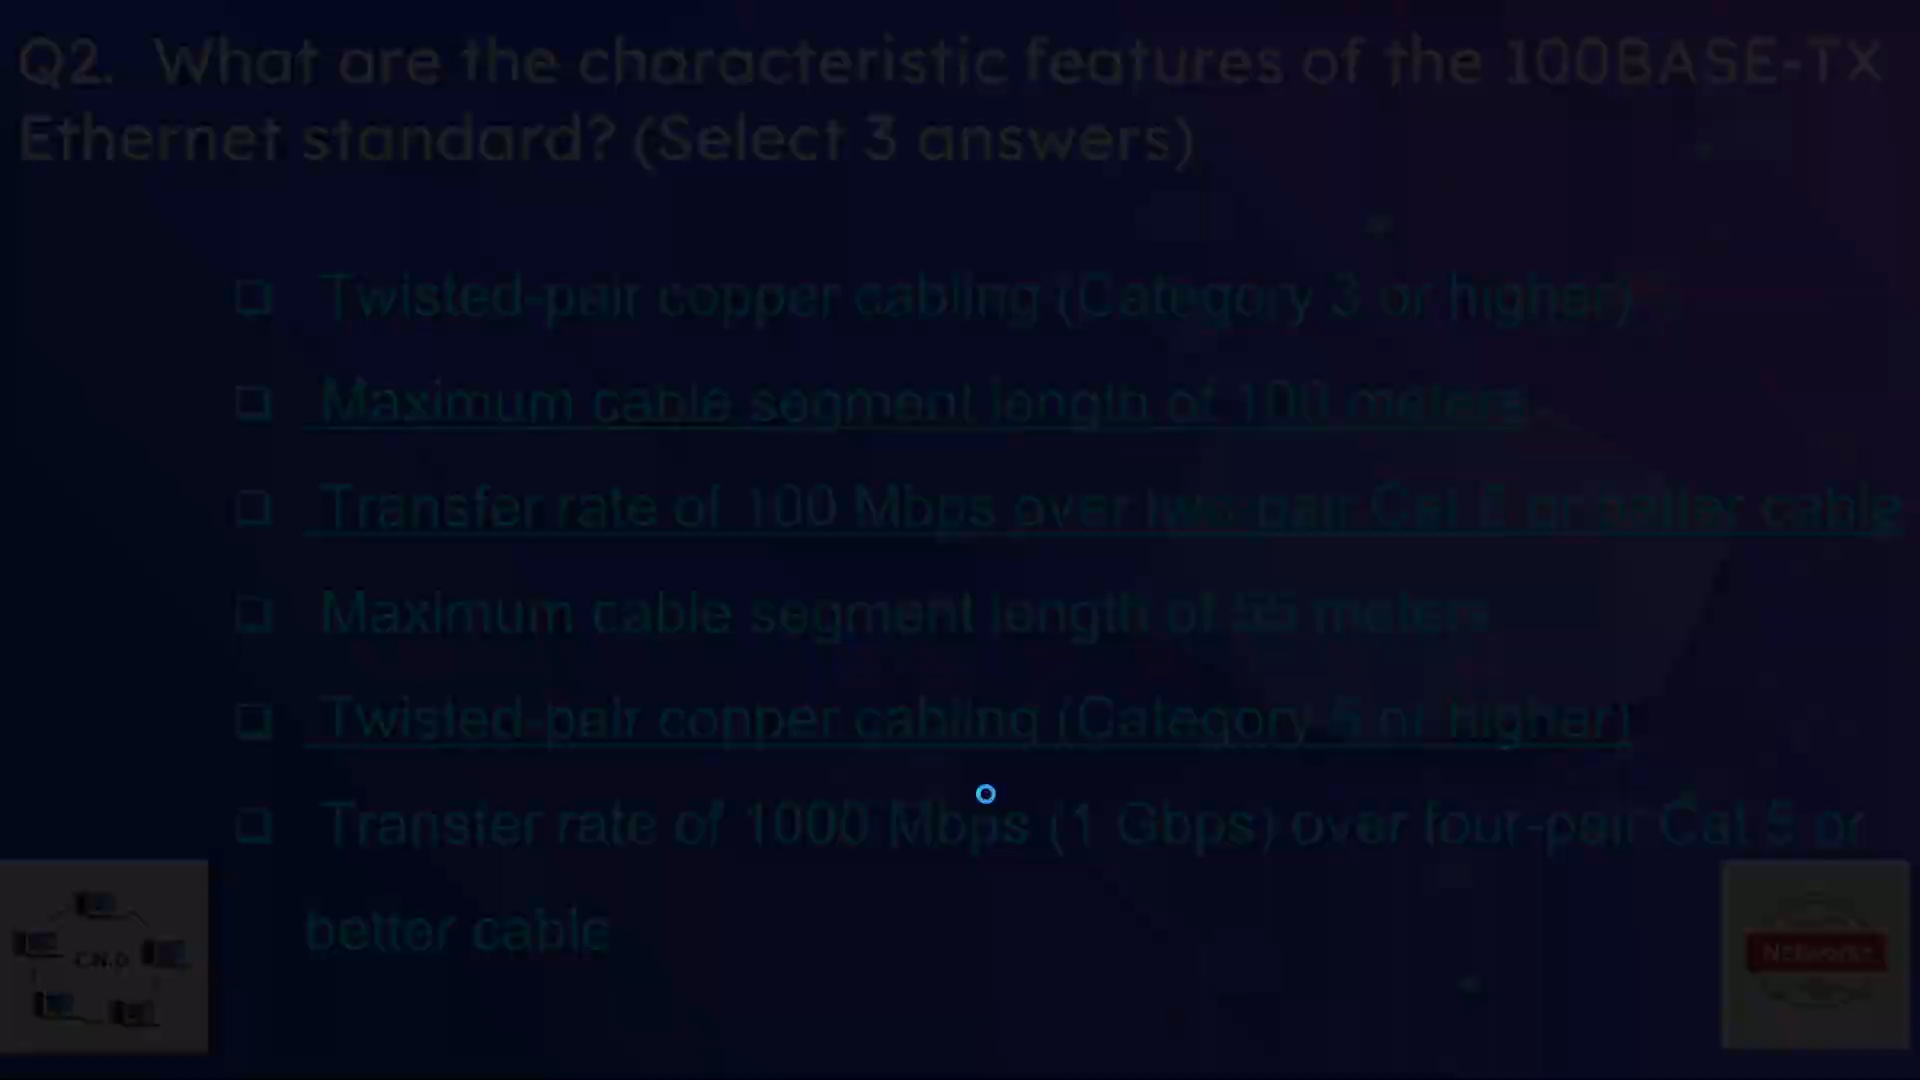 Q2. What are the characteristic features of the 100BASE-TX
Ethernet standard? (Select 3 answers)
❑ Twisted-pair copper cabling (Category 3 or higher)
❑ Maximum cable segment length of 100 meters
❑ Transfer rate of 100 Mbps over two-pair Cat 5 or better cable
❑ Maximum cable segment length of 55 meters
❑ Twisted-pair copper cabling (Category 5 or higher)
❑ Transfer rate of 1000 Mbps (1 Gbps) over four-pair Cat 5 or
better cable
C.N.D